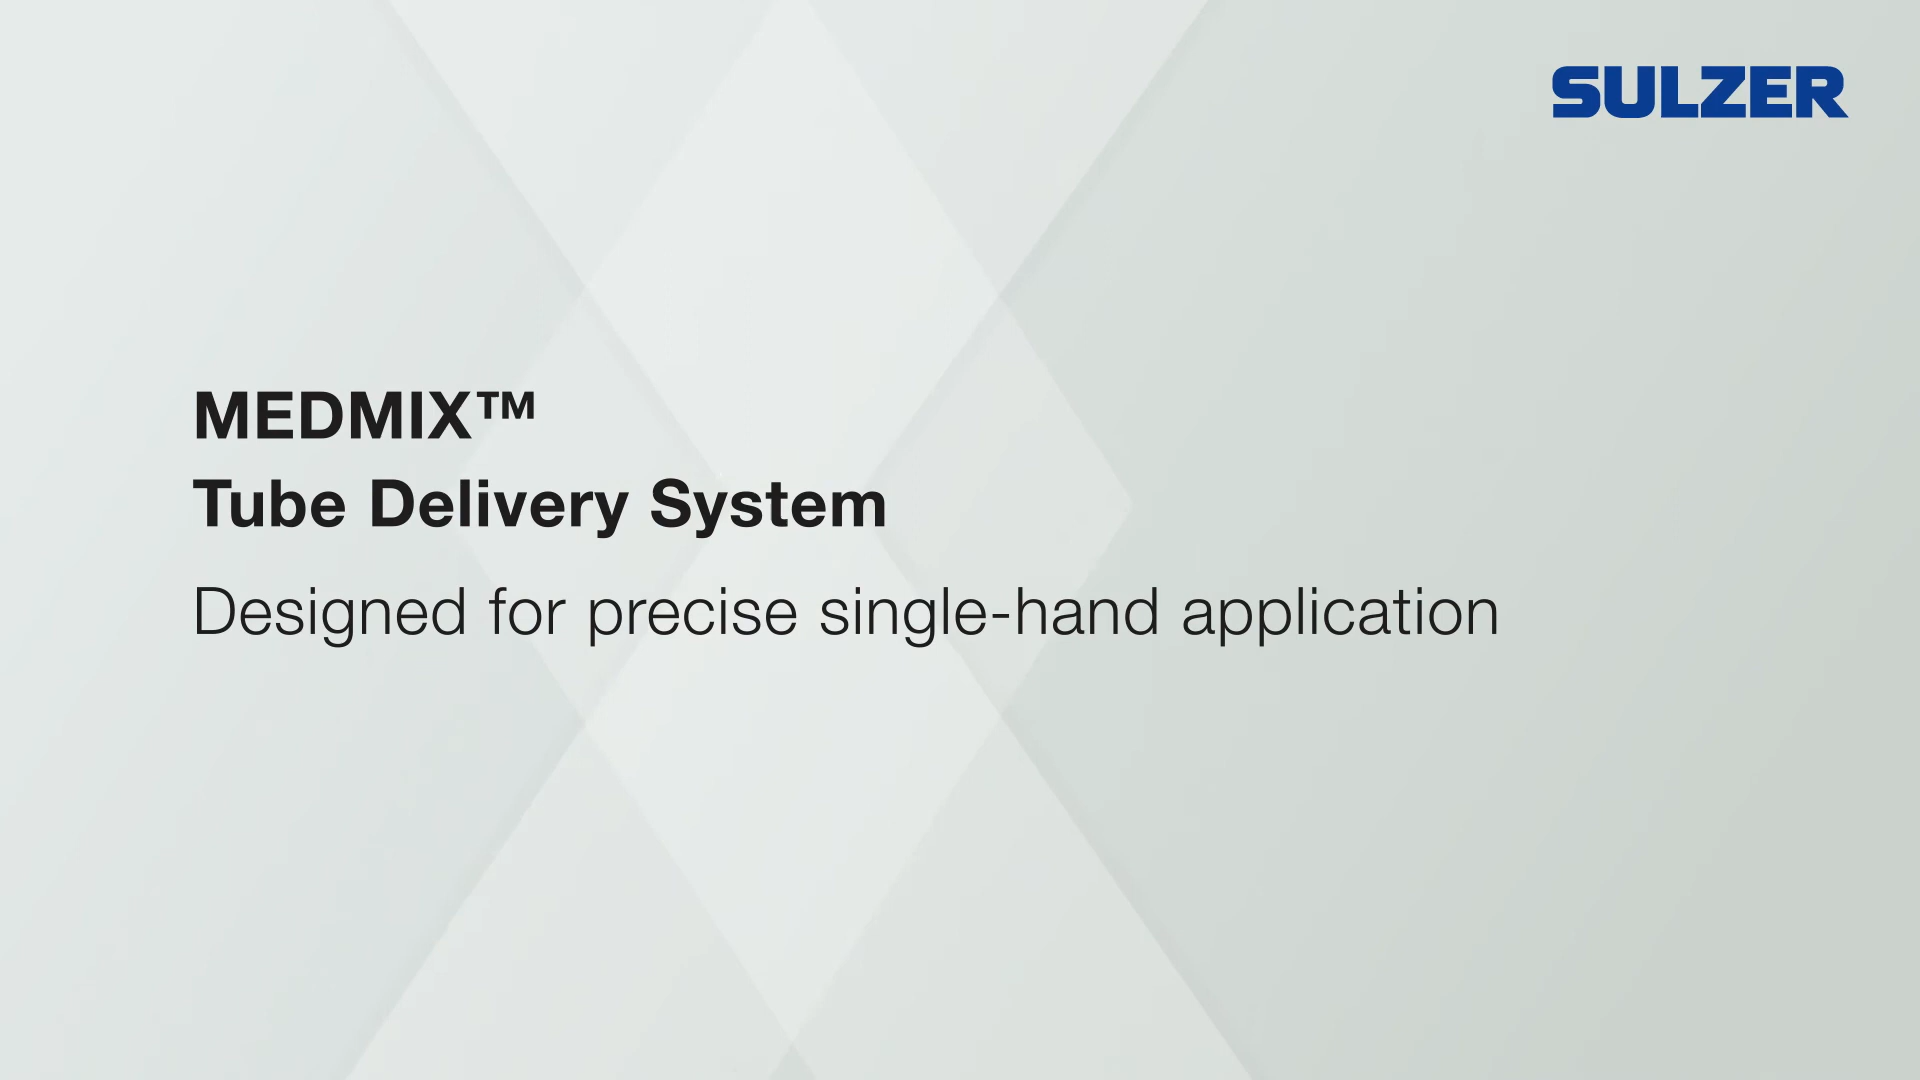 SULZER
MEDMIX™
Tube Delivery System
Designed for precise single-hand application